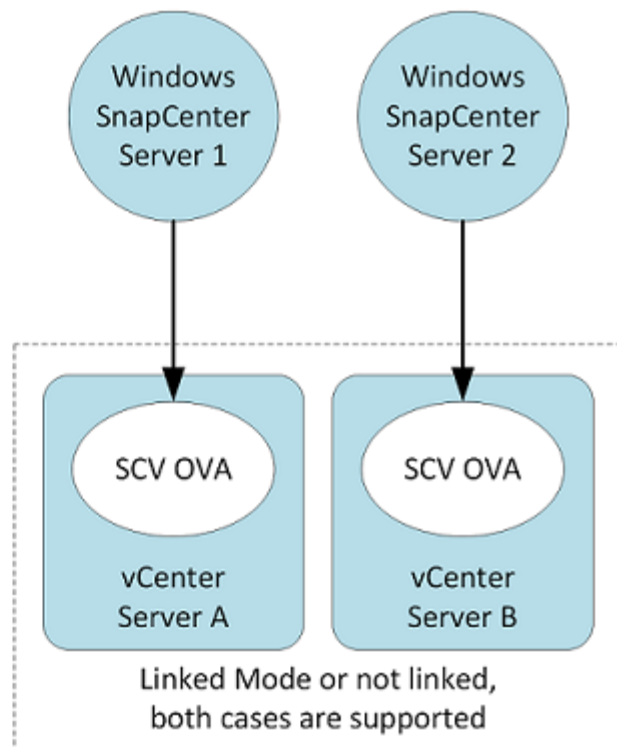 Windows
SnapCenter
Server 1
Windows
SnapCenter
Server 2
SCV OVA
vCenter
Server A
SCV OVA
vCenter
Server B
Linked Mode or not linked,
both cases are supported